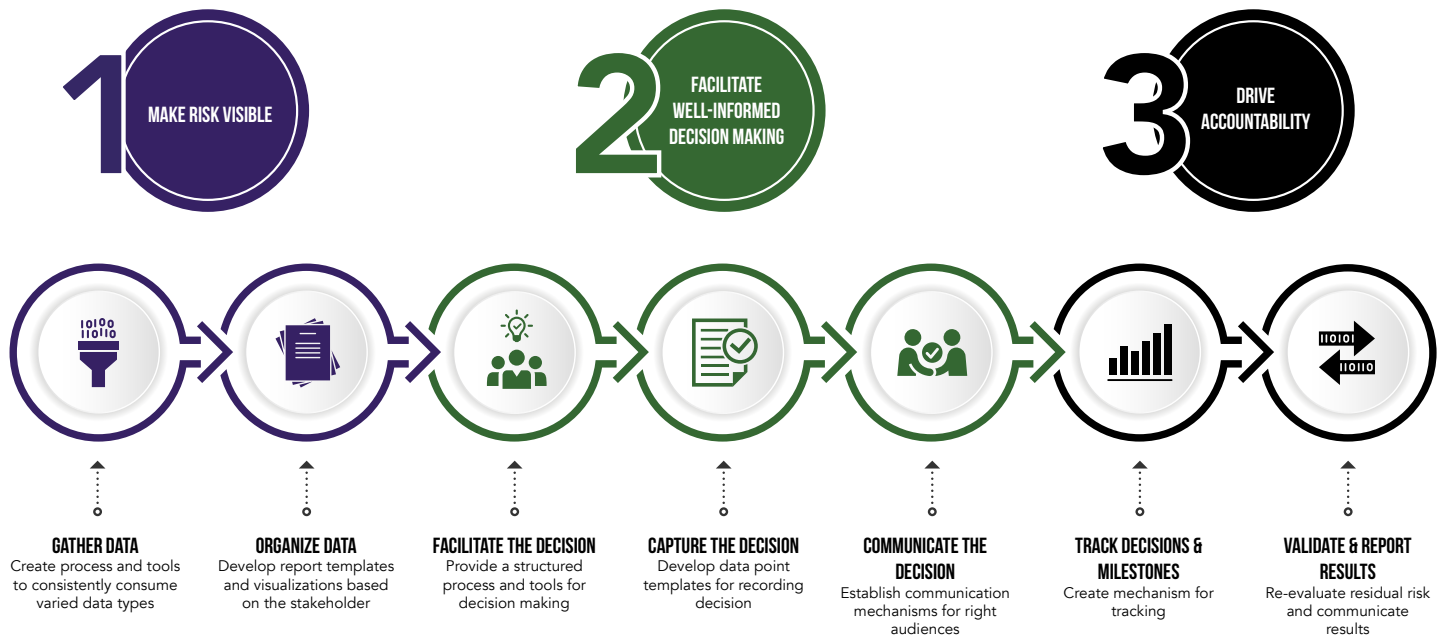 1
MAKE RISK VISIBLE
2
FACILITATE
WELL-INFORMED
DECISION MAKING
3
DRIVE
ACCOUNTABILITY
10100
110110
110101
110110
GATHER DATA
Create process and tools
to consistently consume
varied data types
ORGANIZE DATA
Develop report templates
and visualizations based
on the stakeholder
FACILITATE THE DECISION
Provide a structured
process and tools for
decision making
CAPTURE THE DECISION
Develop data point
templates for recording
decision
COMMUNICATE THE
DECISION
Establish communication
mechanisms for right
audiences
TRACK DECISIONS &
MILESTONES
Create mechanism for
tracking
VALIDATE & REPORT
RESULTS
Re-evaluate residual risk
and communicate
results